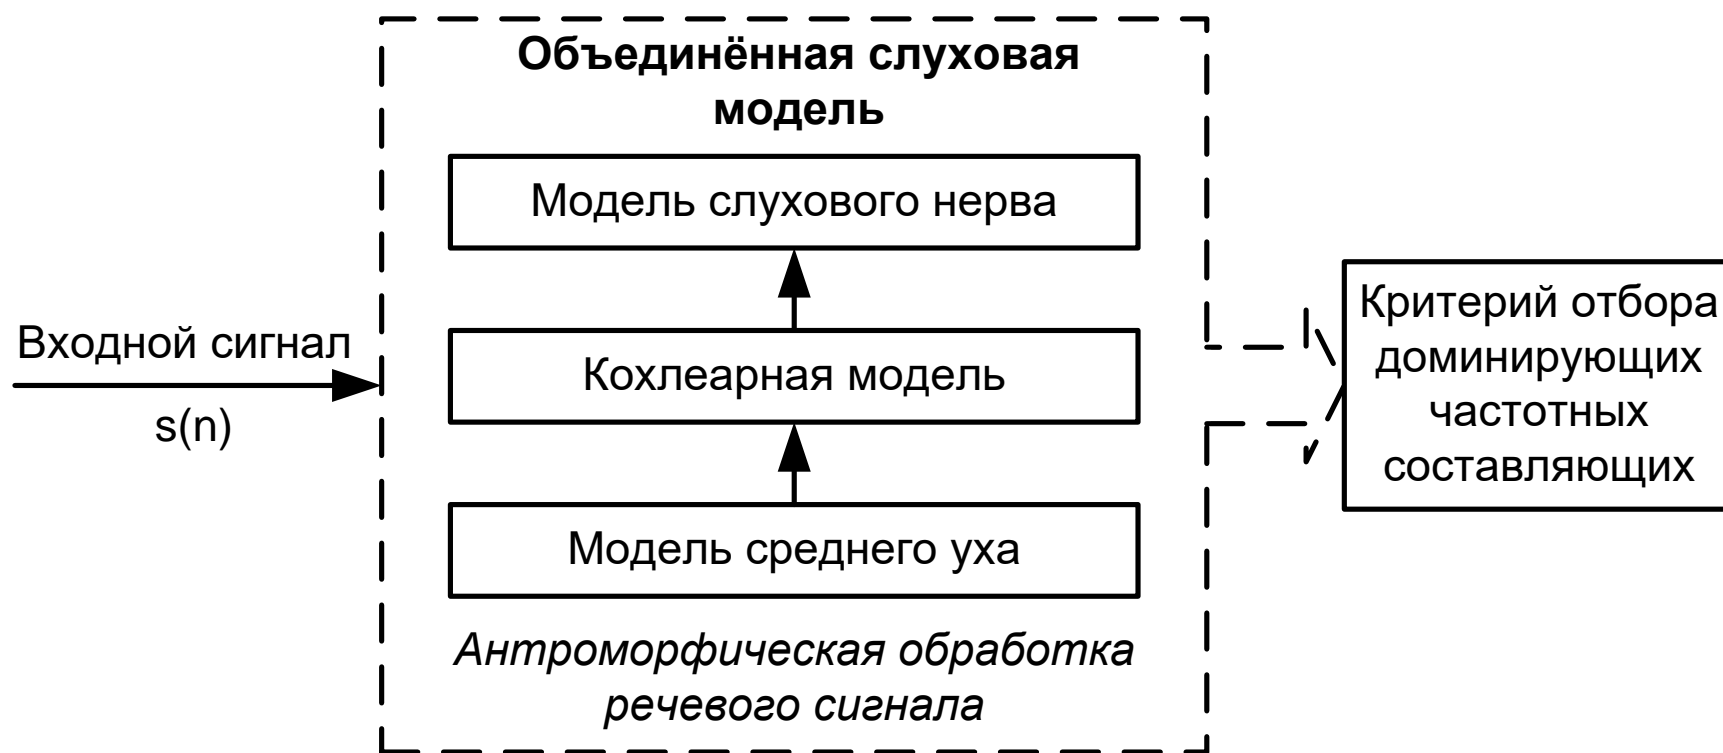 Объединённая слуховая
модель
Модель слухового нерва
Входной сигнал
s(n)
Кохлеарная модель
Модель среднего уха
Антроморфическая обработка
речевого сигнала
Критерий отбора
доминирующих
частотных
составляющих